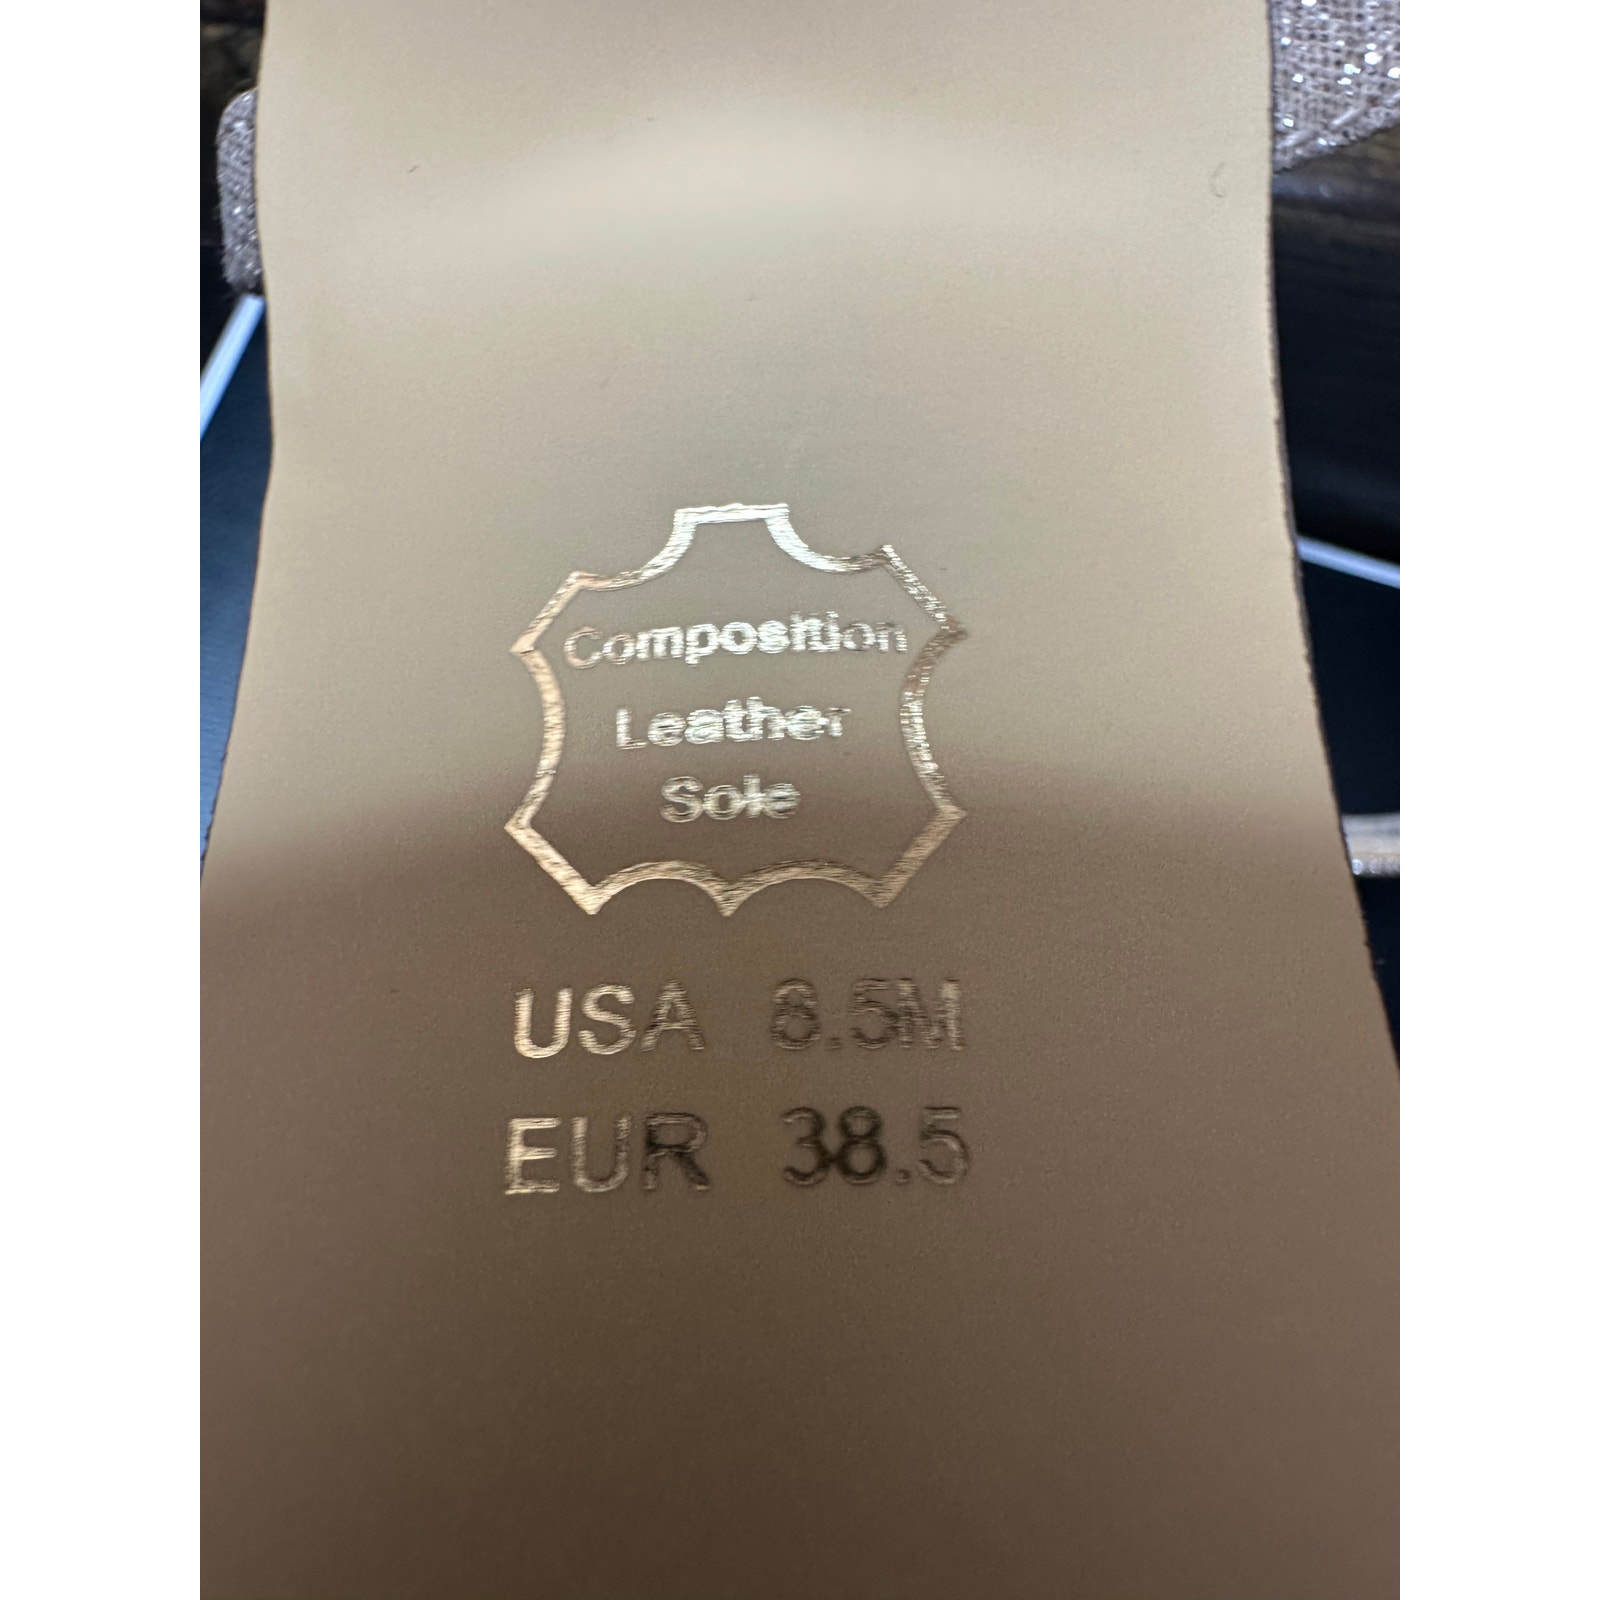 Composition
Leather
Sole
USA 8.5M
EUR 38.5